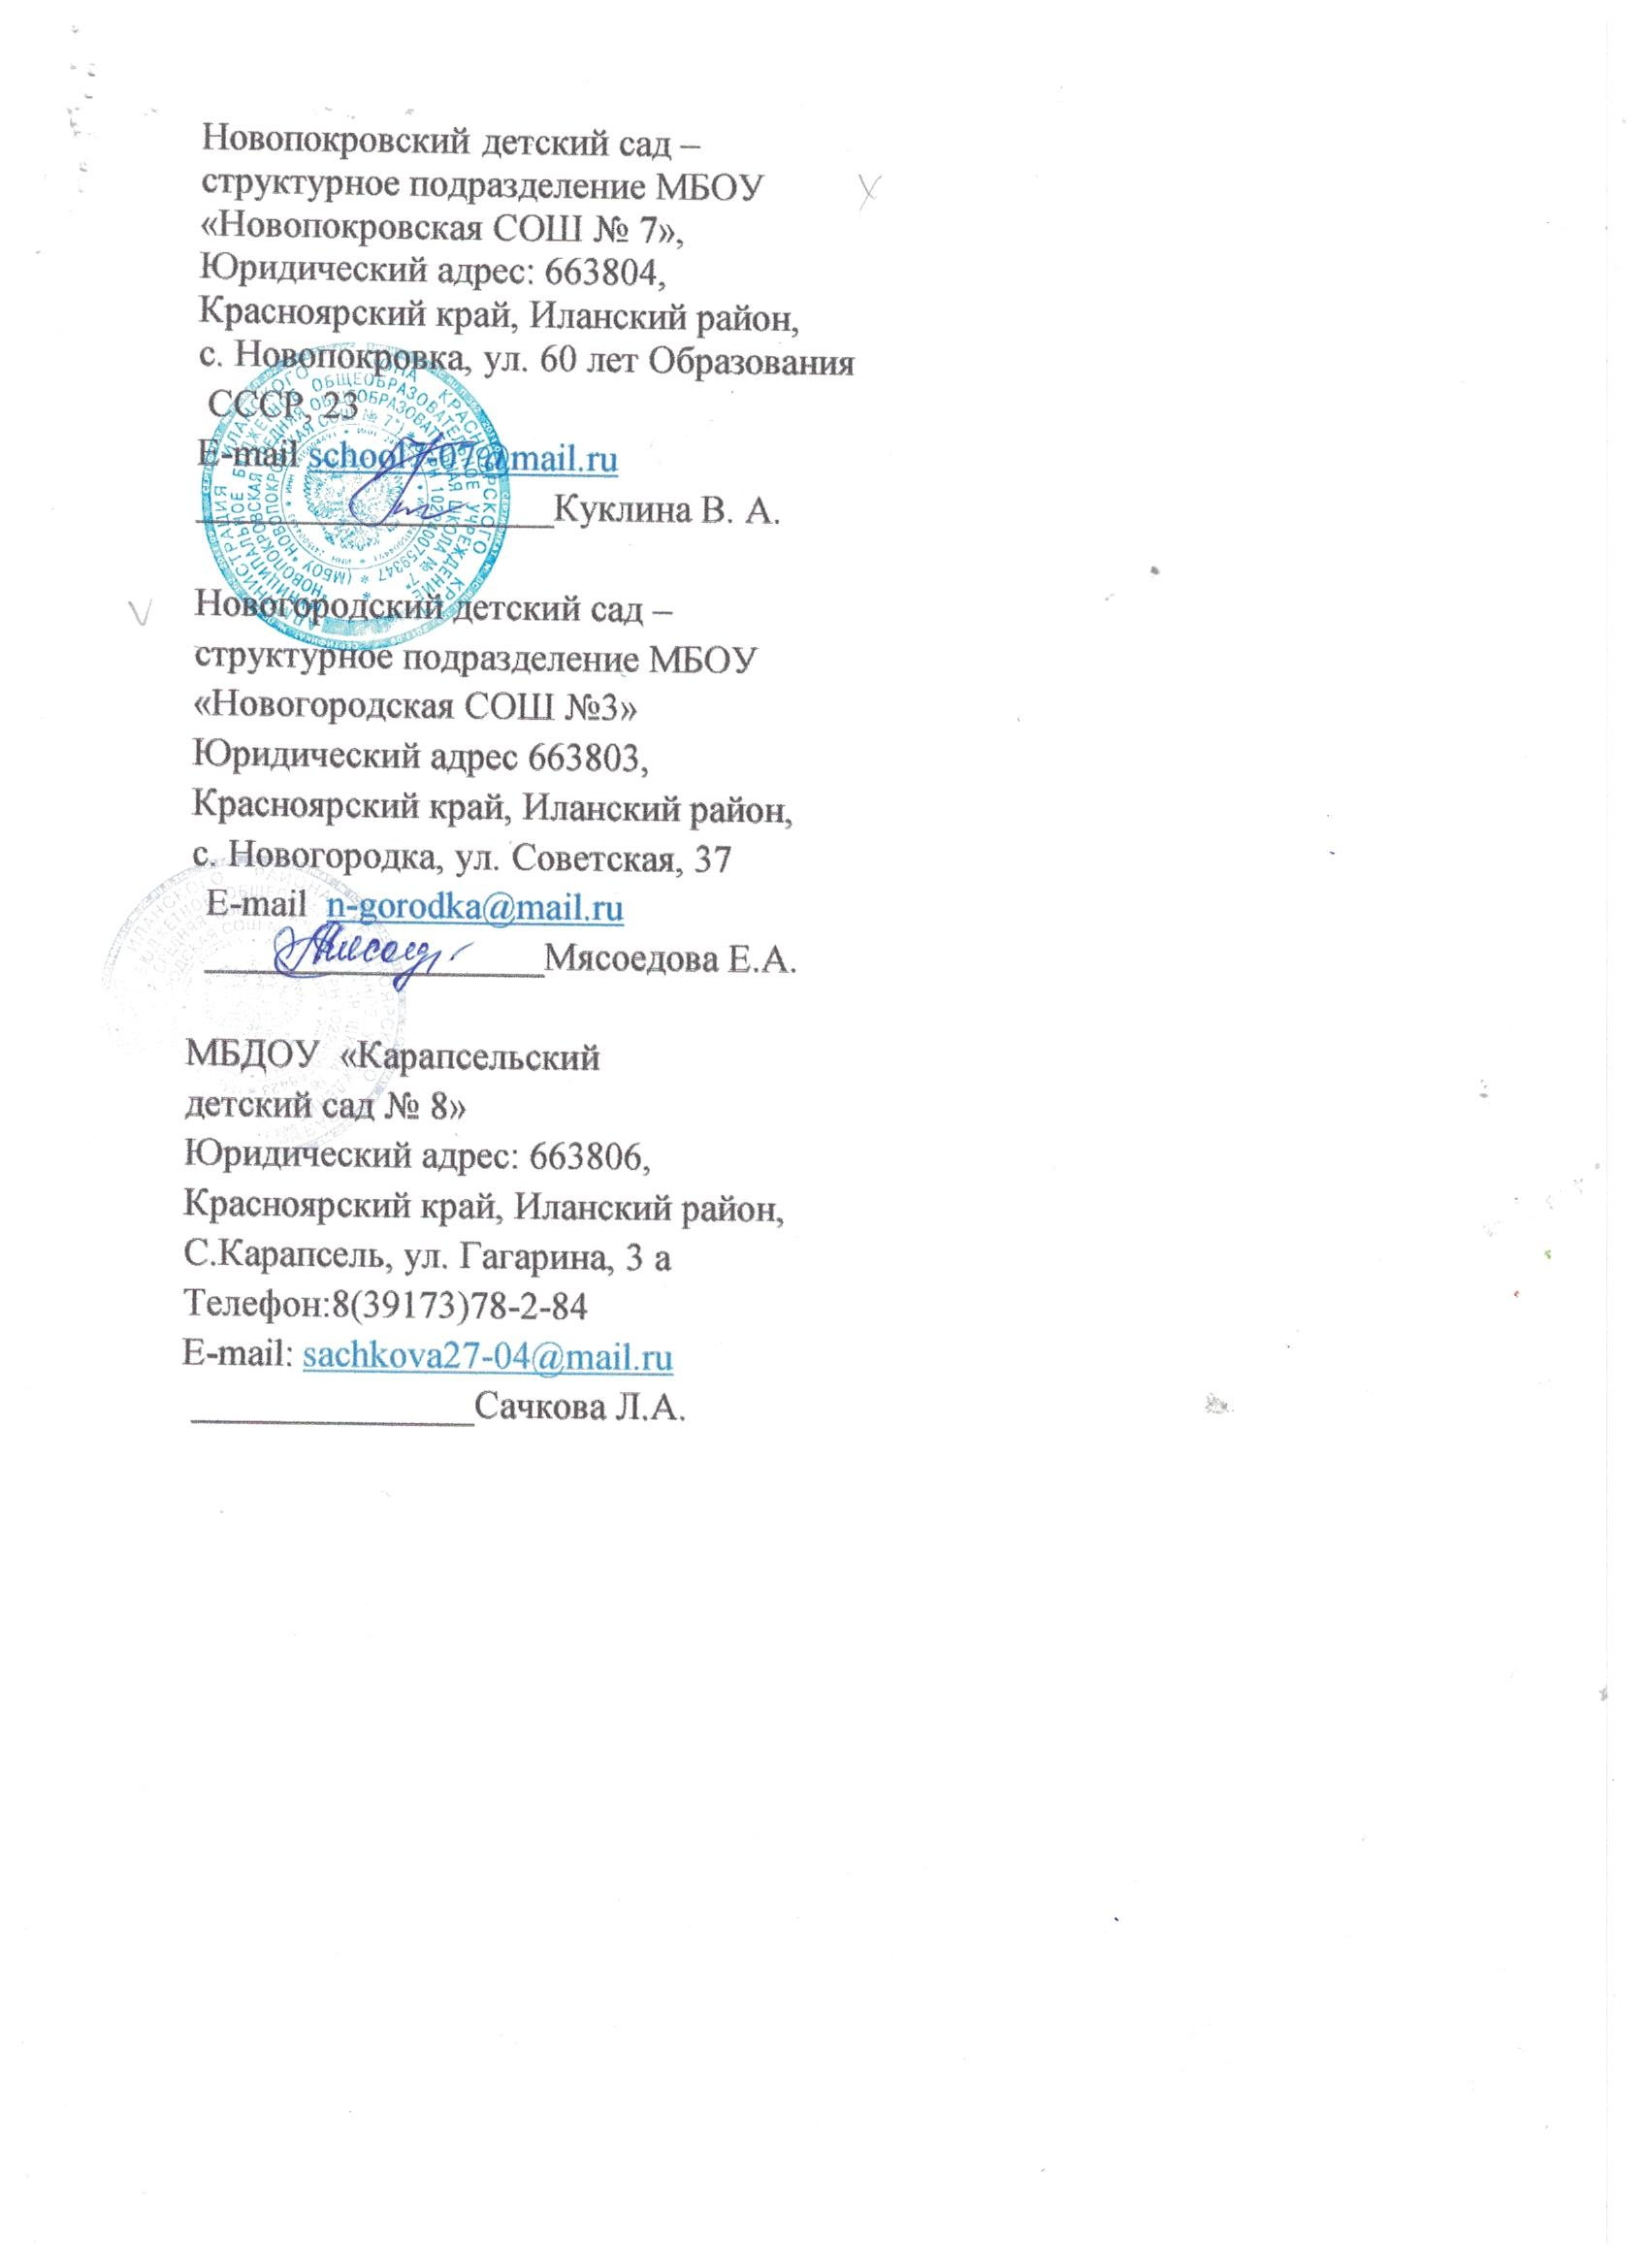 Новопокровский детский сад –
структурное подразделение МБОУ
«Новопокровская СОШ № 7»,
Юридический адрес: 663804,
Красноярский край, Иланский район,
с. Новопокровка, ул. 60 лет Образования
СССР, 23
E-mail school7-07@mail.ru
Куклина В. А.
Новогородский детский сад –
структурное подразделение МБОУ
«Новогородская СОШ №3»
Юридический адрес 663803,
Красноярский край, Иланский район,
с. Новогородка, ул. Советская, 37
E-mail n-gorodka@mail.ru
Мясоедова Е.А.
МБДОУ «Карапсельский
детский сад № 8»
Юридический адрес: 663806,
Красноярский край, Иланский район,
С.Карапсель, ул. Гагарина, 3 а
Телефон:8(39173)78-2-84
E-mail: sachkova27-04@mail.ru
Сачкова Л.А.